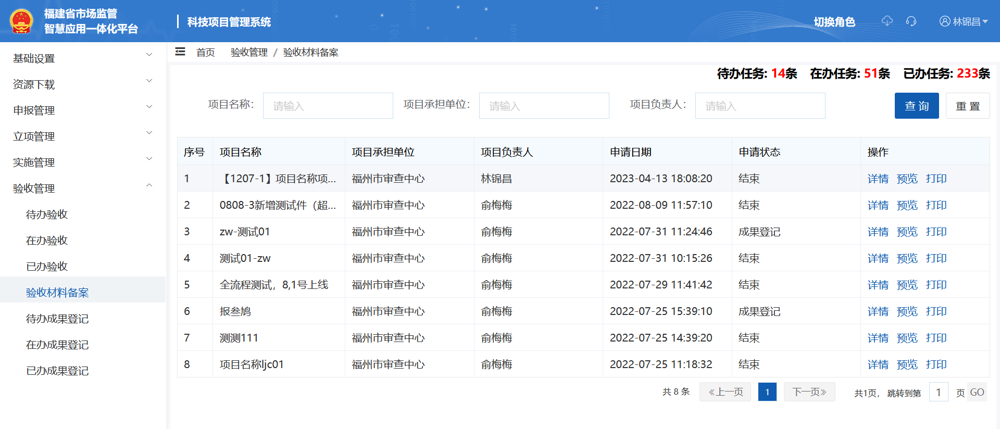 福建省市场监管
智慧应用一体化平台
科技项目管理系统
切换角色
林锦昌
基础设置
资源下载
申报管理
立项管理
实施管理
验收管理
待办验收
在办验收
已办验收
验收材料备案
待办成果登记
在办成果登记
已办成果登记
首页 验收管理 / 验收材料备案
待办任务: 14条 在办任务: 51条 已办任务: 233条
项目名称: 请输入 项目承担单位: 请输入 项目负责人: 请输入 查 询 重 置
序号 项目名称 项目承担单位 项目负责人 申请日期 申请状态 操作
1 【1207-1】项目名称项... 福州市审查中心 林锦昌 2023-04-13 18:08:20 结束 详情 预览 打印
2 0808-3新增测试件（超... 福州市审查中心 俞梅梅 2022-08-09 11:57:10 结束 详情 预览 打印
3 zw-测试01 福州市审查中心 俞梅梅 2022-07-31 11:24:46 成果登记 详情 预览 打印
4 测试01-zw 福州市审查中心 俞梅梅 2022-07-31 10:15:26 结束 详情 预览 打印
5 全流程测试，8,1号上线 福州市审查中心 俞梅梅 2022-07-29 11:41:42 结束 详情 预览 打印
6 报叁鸠 福州市审查中心 俞梅梅 2022-07-25 15:39:10 成果登记 详情 预览 打印
7 测测111 福州市审查中心 俞梅梅 2022-07-25 14:39:20 结束 详情 预览 打印
8 项目名称ljc01 福州市审查中心 俞梅梅 2022-07-25 11:18:32 结束 详情 预览 打印
共 8 条 《上一页 1 下一页》 共1页， 跳转到第 1 页 GO